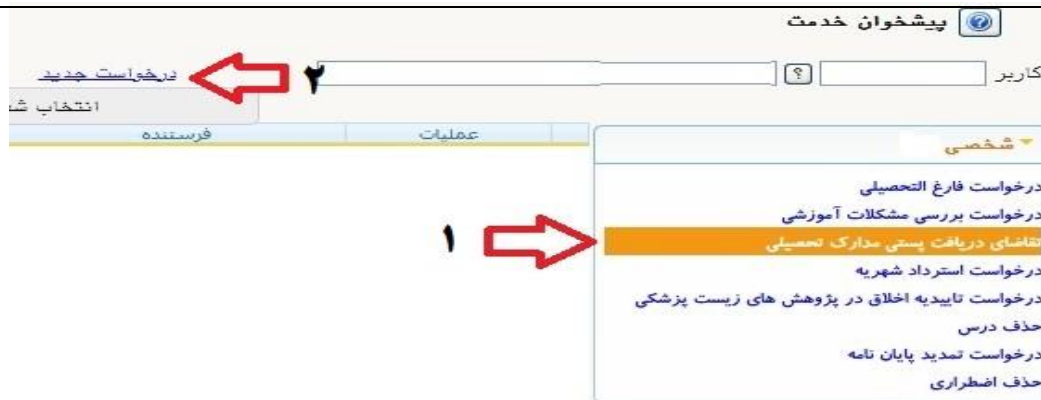 پیشخوان خدمت
کاربر ؟ ۲ درخواست جدید
انتخاب
عملیات فرستنده
شخصی
درخواست فارغ التحصیلی
درخواست بررسی مشکلات آموزشی
۱ تقاضای دریافت پستی مدارک تحصیلی
درخواست استرداد شهریه
درخواست تاییدیه اخلاق در پژوهش های زیست پزشکی
حذف درس
درخواست تمدید پایان نامه
حذف اضطراری